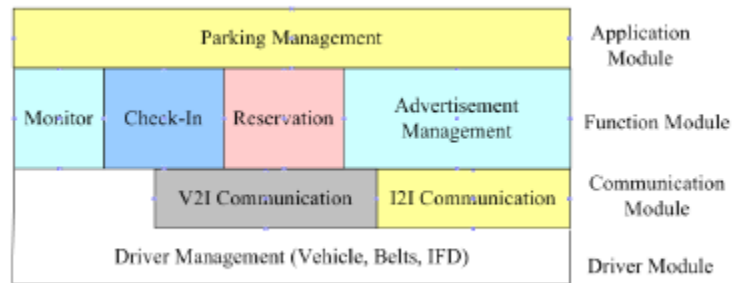 Parking Management
Application
Module
Monitor
Check-In
Reservation
Advertisement
Management
Function Module
V2I Communication
I2I Communication
Communication
Module
Driver Management (Vehicle, Belts, IFD)
Driver Module